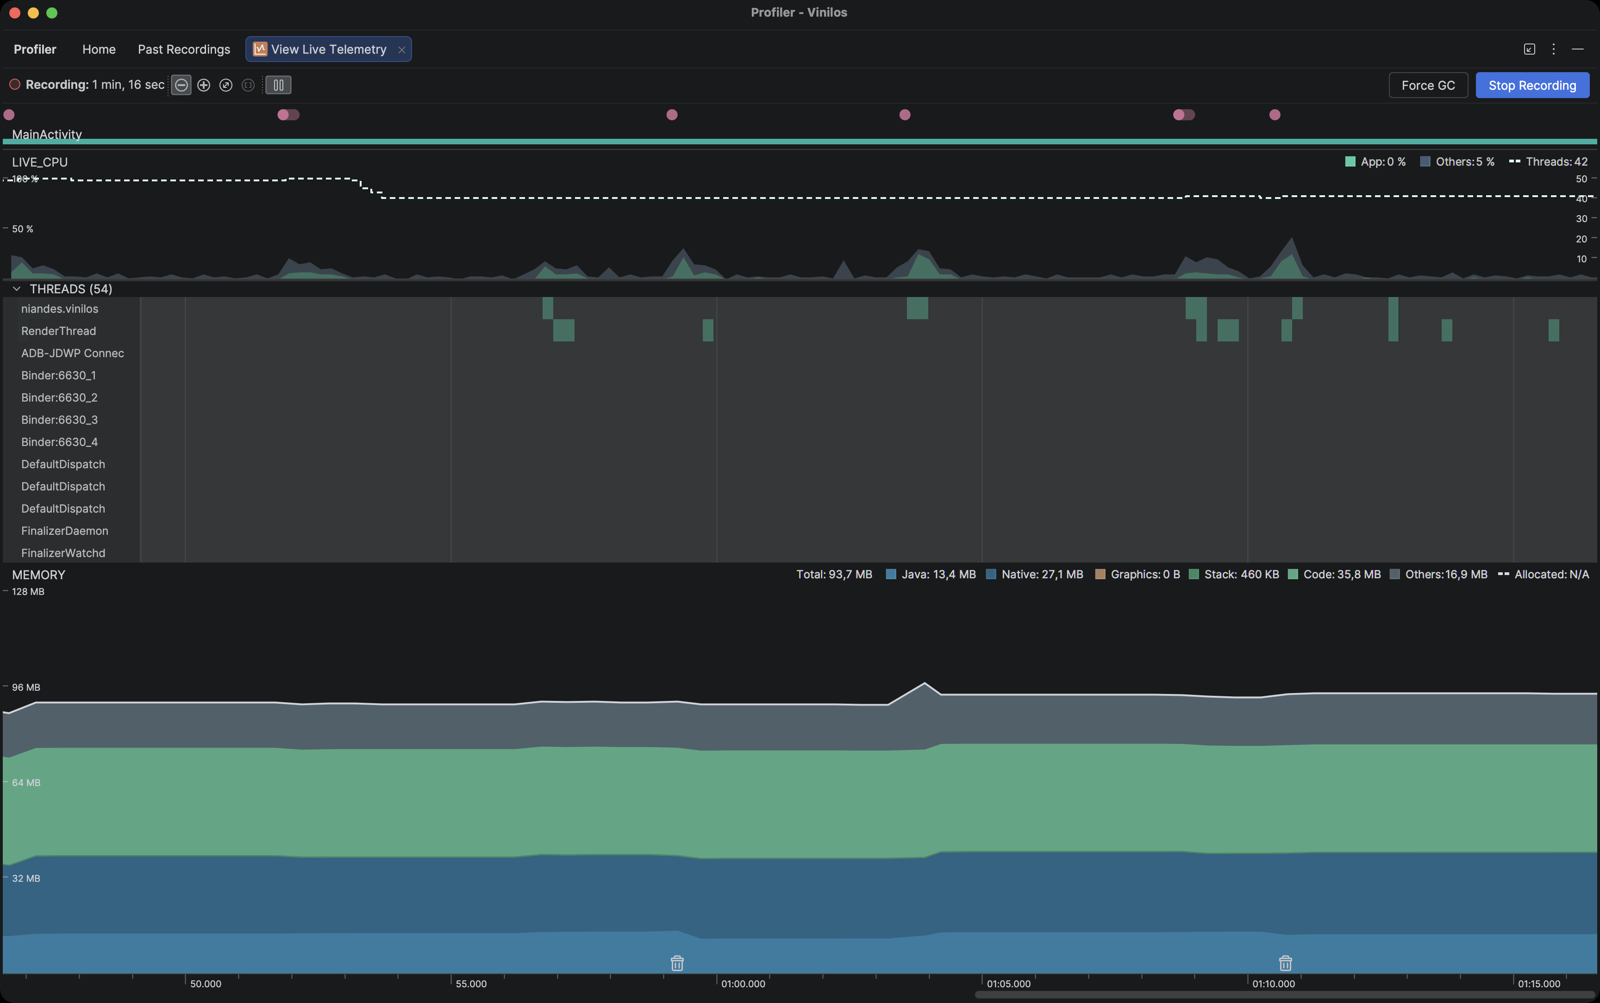 Profiler - Vinilos
Profiler Home Past Recordings View Live Telemetry
Recording: 1 min, 16 sec Force GC Stop Recording
MainActivity
LIVE_CPU App: 0 % Others: 5 % Threads: 42
100 % 50
40
50 % 30
20
10
THREADS (54)
niandes.vinilos
RenderThread
ADB-JDWP Connec
Binder:6630_1
Binder:6630_2
Binder:6630_3
Binder:6630_4
DefaultDispatch
DefaultDispatch
DefaultDispatch
FinalizerDaemon
FinalizerWatchd
MEMORY Total: 93,7 MB Java: 13,4 MB Native: 27,1 MB Graphics: 0 B Stack: 460 KB Code: 35,8 MB Others: 16,9 MB Allocated: N/A
128 MB
96 MB
64 MB
32 MB
50.000 55.000 01:00.000 01:05.000 01:10.000 01:15.000